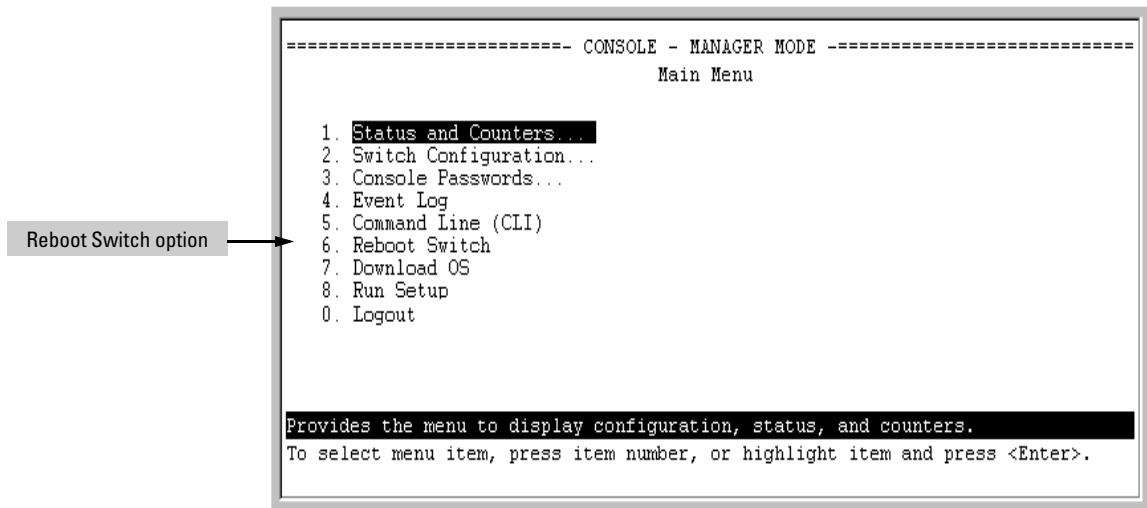 ===========================- CONSOLE - MANAGER MODE -============================
Main Menu
1. Status and Counters...
2. Switch Configuration...
3. Console Passwords...
4. Event Log
5. Command Line (CLI)
Reboot Switch option
6. Reboot Switch
7. Download OS
8. Run Setup
0. Logout
Provides the menu to display configuration, status, and counters.
To select menu item, press item number, or highlight item and press <Enter>.